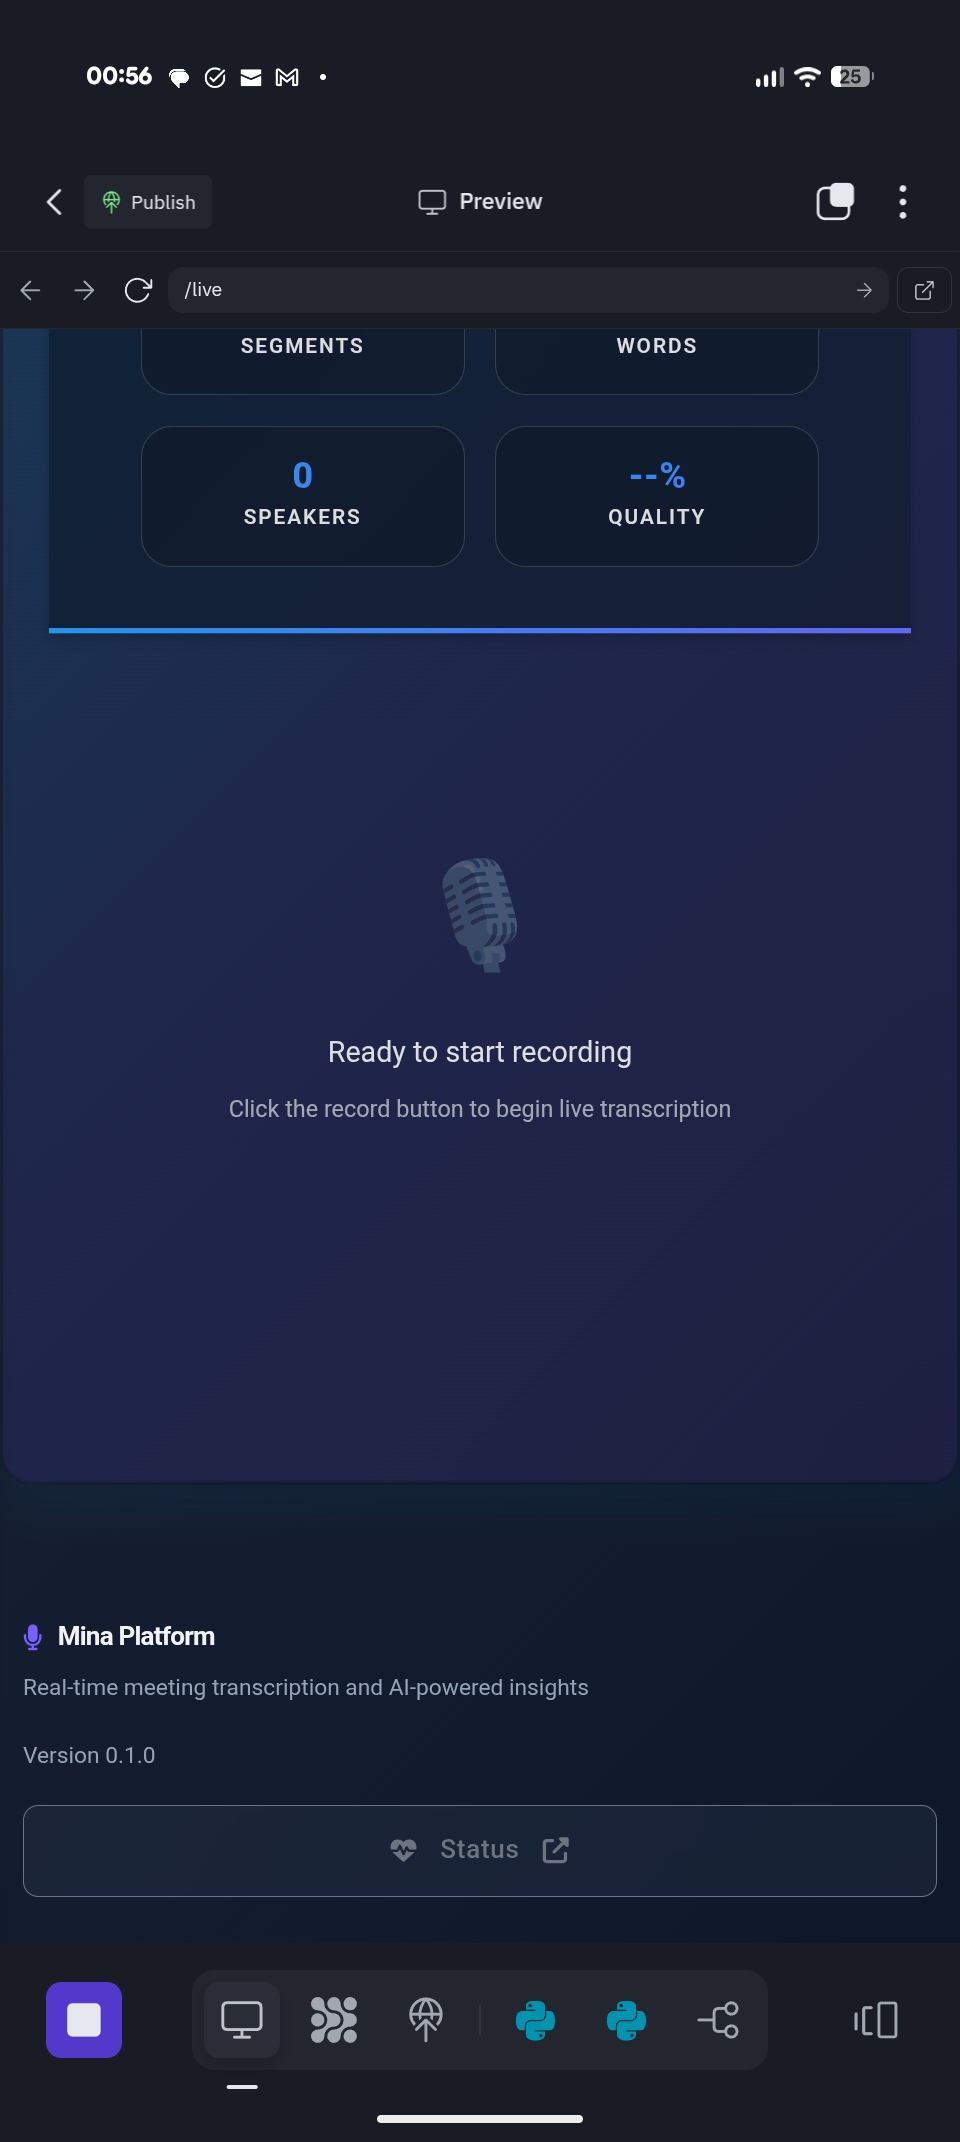 00:56
25
Publish
Preview
/live
SEGMENTS
WORDS
0
--%
SPEAKERS
QUALITY
Ready to start recording
Click the record button to begin live transcription
Mina Platform
Real-time meeting transcription and AI-powered insights
Version 0.1.0
Status